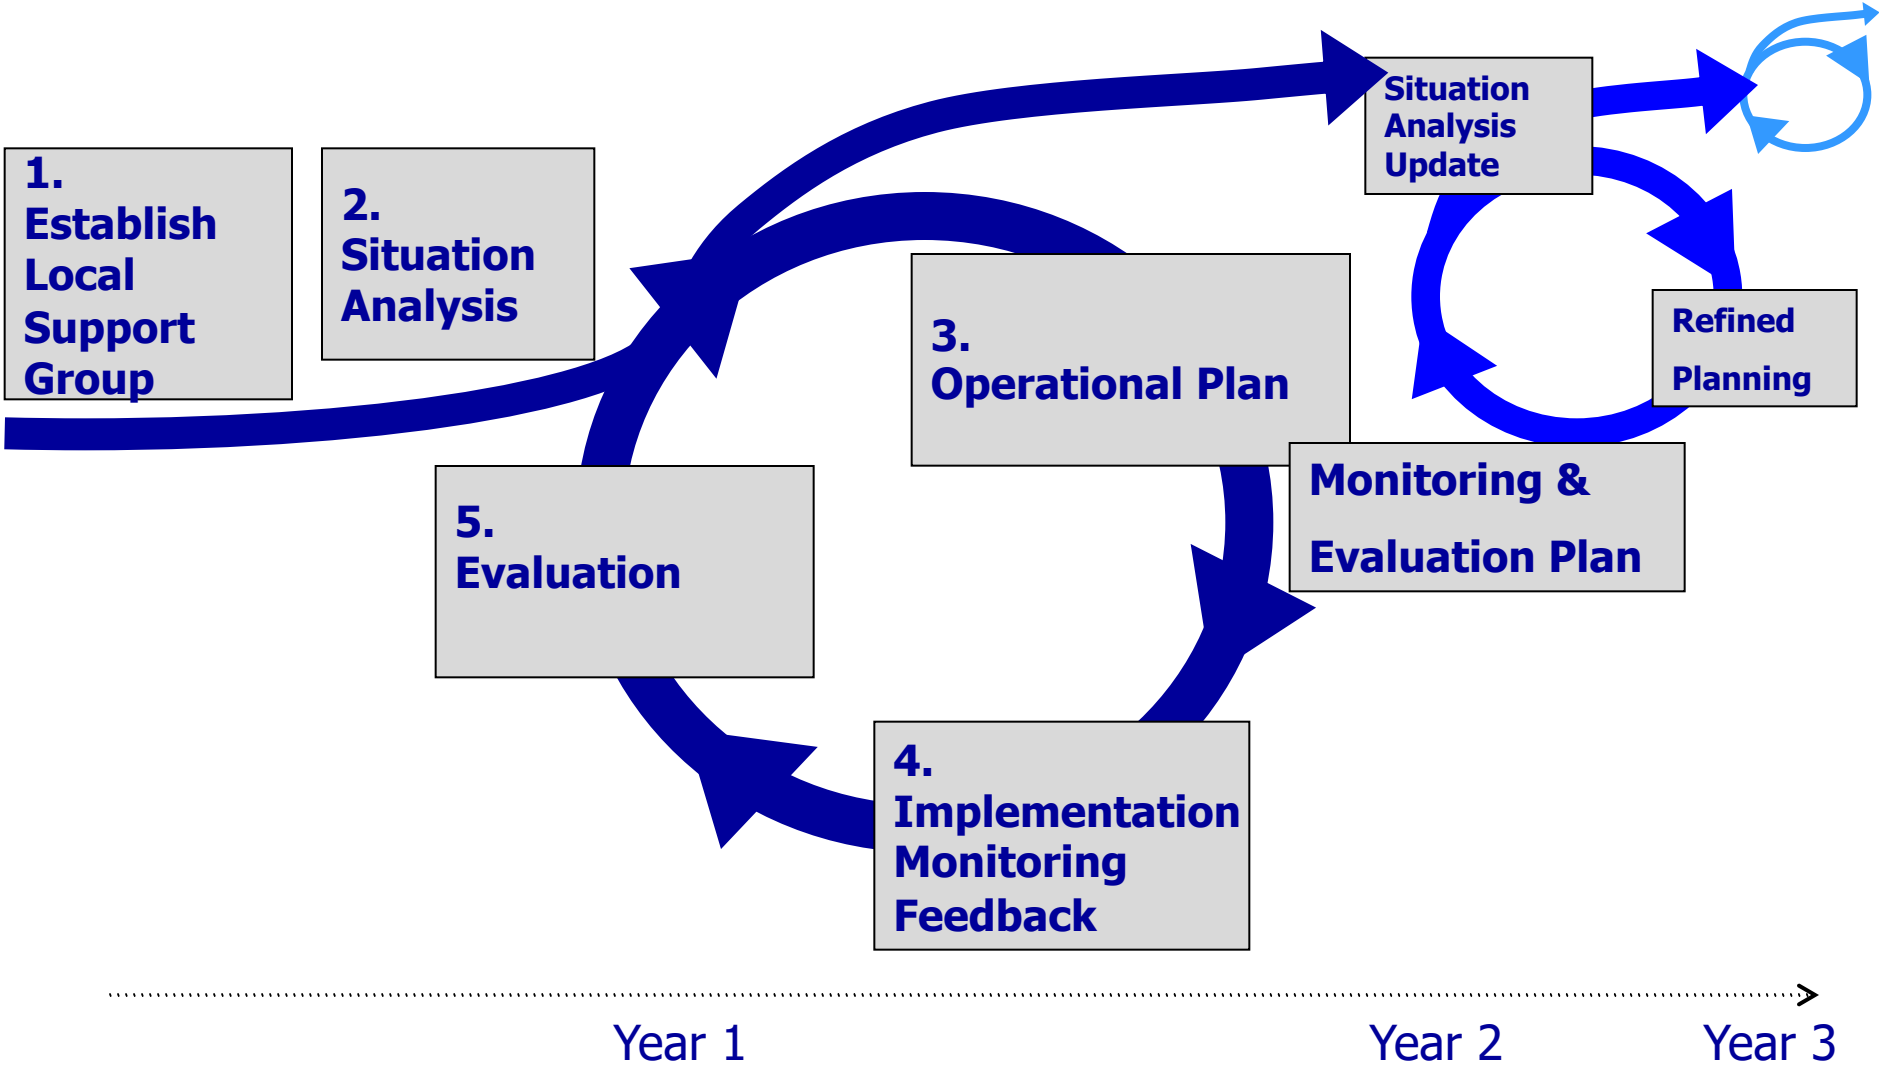 1.
Establish
Local
Support
Group
2.
Situation
Analysis
3.
Operational Plan
4.
Implementation
Monitoring
Feedback
5.
Evaluation
Situation
Analysis
Update
Refined
Planning
Monitoring &
Evaluation Plan
Year 1
Year 2
Year 3